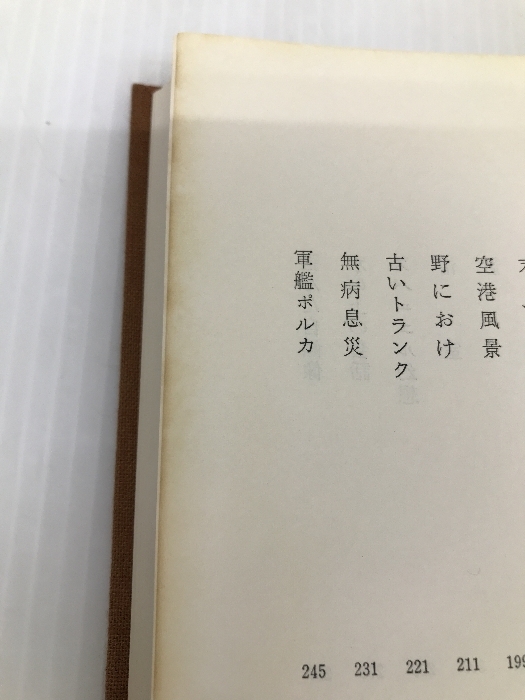 空港風景
野におけ
古いトランク
無病息災
軍艦ポルカ
199
211
221
231
245